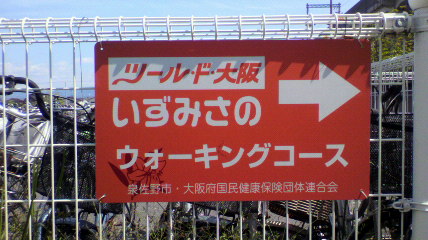 ツール・ド・大阪
いずみさの
ウォーキングコース
泉佐野市・大阪府国民健康保険団体連合会